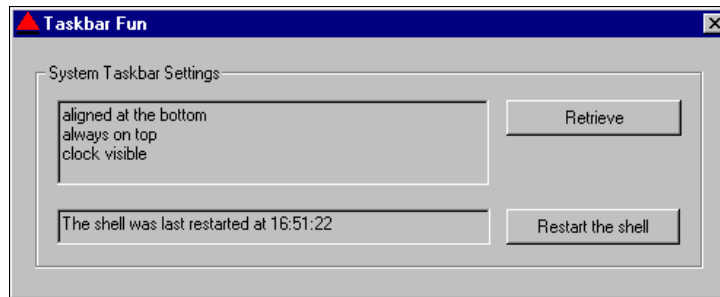 Taskbar Fun
System Taskbar Settings
aligned at the bottom
always on top
clock visible
Retrieve
The shell was last restarted at 16:51:22
Restart the shell